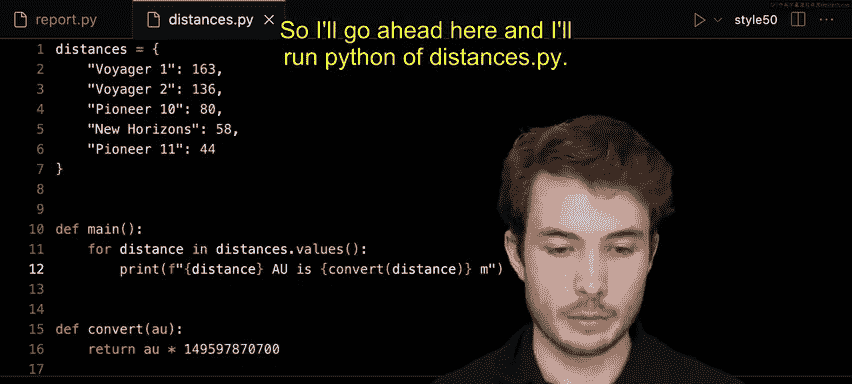 report.py
distances.py
style50
So I'll go ahead here and I'll
run python of distances.py.
1 distances = {
2 "Voyager 1": 163,
3 "Voyager 2": 136,
4 "Pioneer 10": 80,
5 "New Horizons": 58,
6 "Pioneer 11": 44
7 }
8
9
10 def main():
11 for distance in distances.values():
12 print(f"{distance} AU is {convert(distance)} m")
13
14
15 def convert(au):
16 return au * 149597870700
17